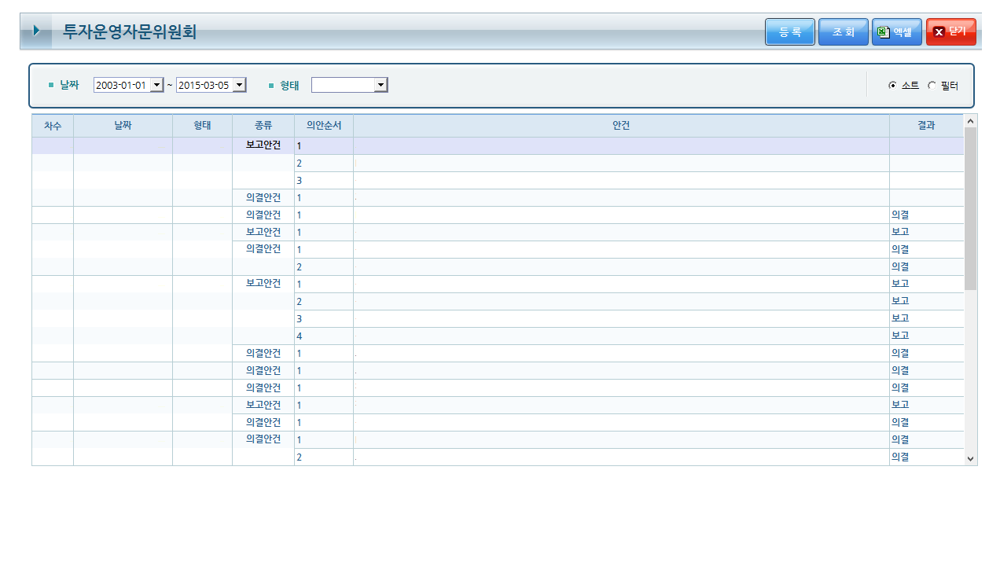 투자운영자문위원회 등 록 조 회 엑셀 닫기
날짜 2003-01-01 ~ 2015-03-05 형태 소트 필터
차수 날짜 형태 종류 의안순서 안건 결과
보고안건 1
2
3
의결안건 1
의결안건 1 의결
보고안건 1 보고
의결안건 1 의결
2 의결
보고안건 1 보고
2 보고
3 보고
4 보고
의결안건 1 의결
의결안건 1 의결
의결안건 1 의결
보고안건 1 보고
의결안건 1 의결
의결안건 1 의결
2 의결